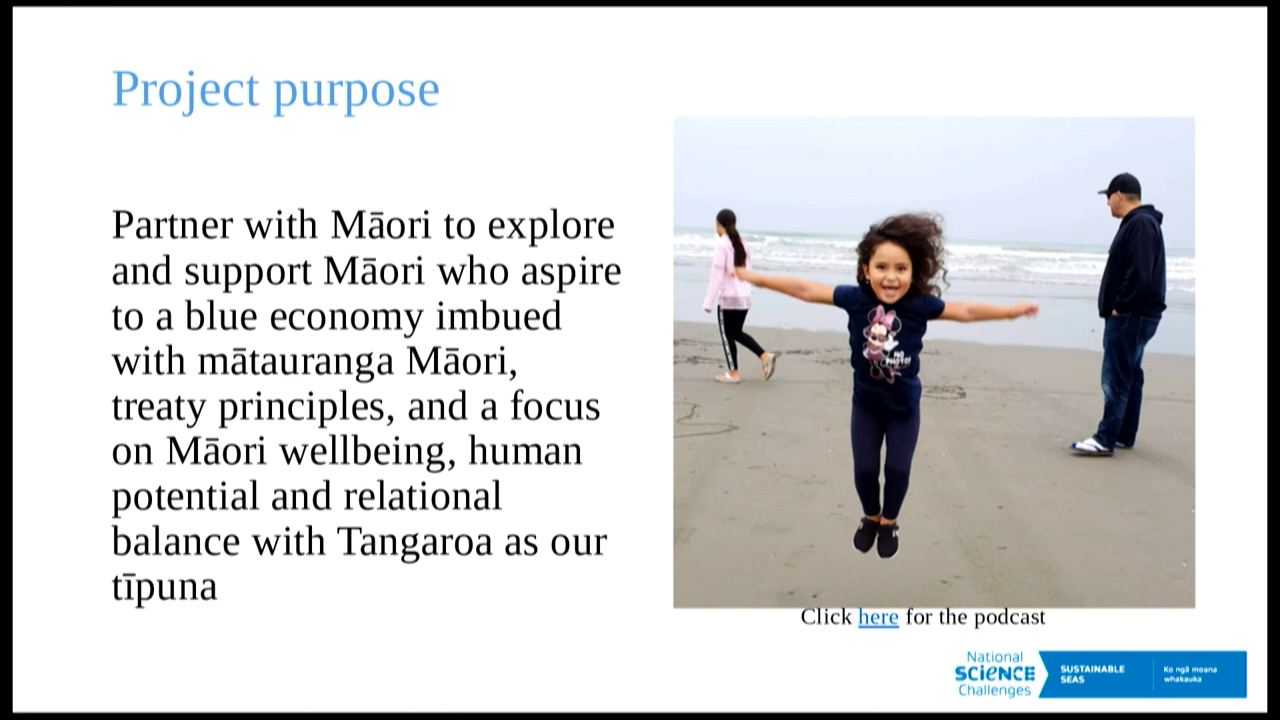 Project purpose
Partner with Māori to explore
and support Māori who aspire
to a blue economy imbued
with mātauranga Māori,
treaty principles, and a focus
on Māori wellbeing, human
potential and relational
balance with Tangaroa as our
tīpuna
Click here for the podcast
National
SCIENCE
Challenges
SUSTAINABLE
SEAS
Ko ngā moana
whakauka